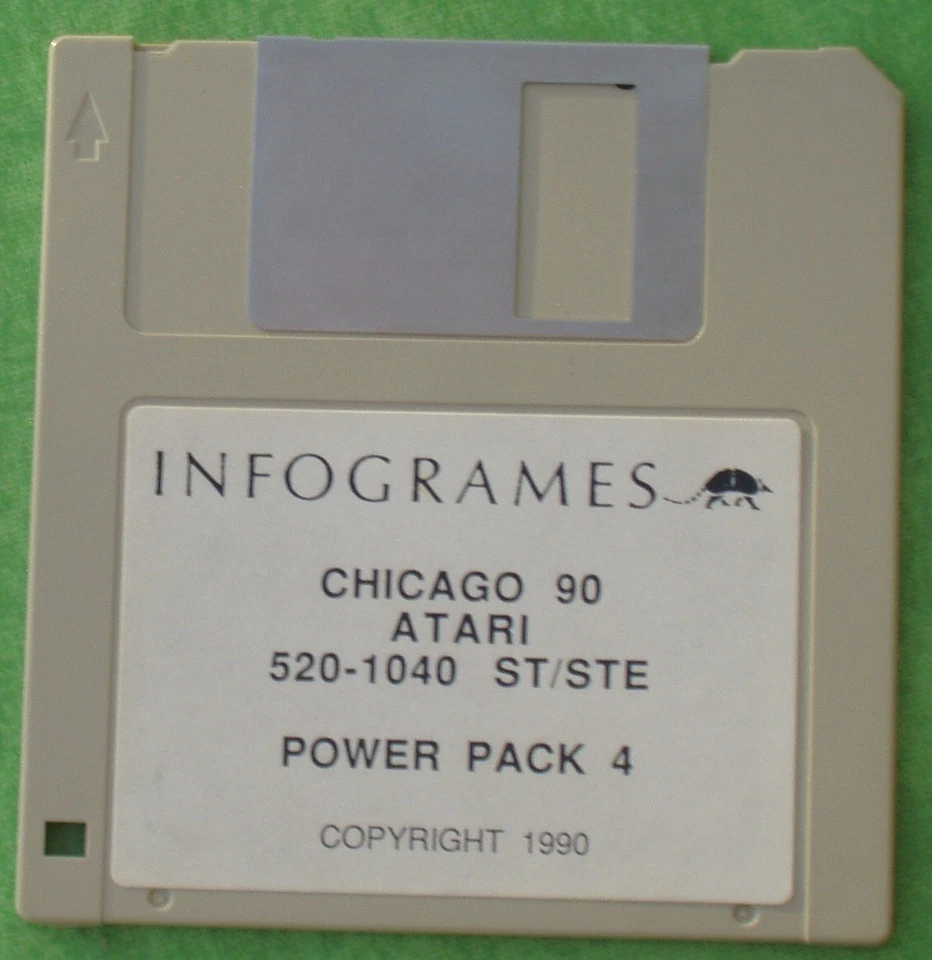 INFOGRAMES
CHICAGO 90
ATARI
520-1040 ST/STE
POWER PACK 4
COPYRIGHT 1990